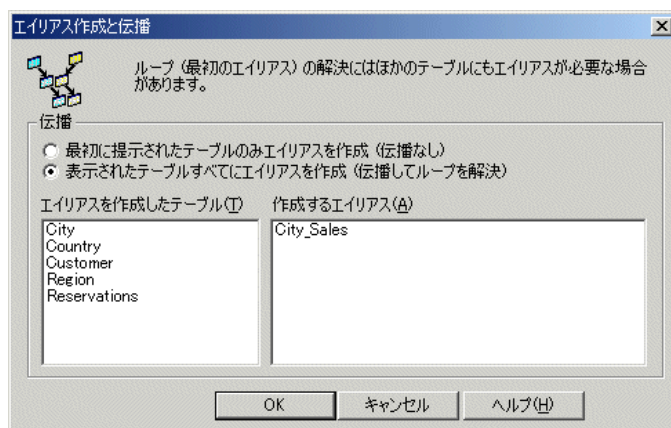 エイリアス作成と伝播
ループ (最初のエイリアス) の解決にはほかのテーブルにもエイリアスが必要な場合
があります。
伝播
最初に提示されたテーブルのみエイリアスを作成 (伝播なし)
表示されたテーブルすべてにエイリアスを作成 (伝播してループを解決)
エイリアスを作成したテーブル(T)
作成するエイリアス(A)
City
Country
Customer
Region
Reservations
City_Sales
OK
キャンセル
ヘルプ(H)